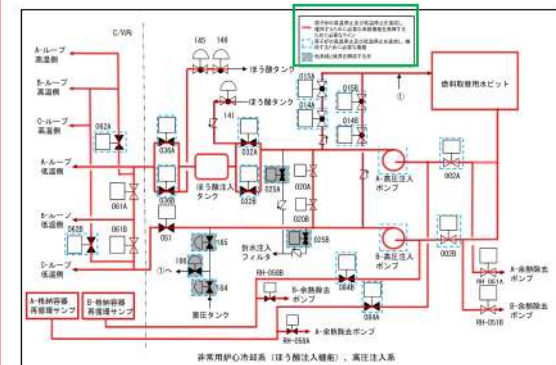 C/V内
145
146
→ほう酸タンク
141
ほう酸タンク
A-ループ
高温側
B-ループ
高温側
C-ループ
高温側
A-ループ
低温側
B-ループ
低温側
C-ループ
低温側
062A
061A
062B
061B
036A
036B
ほう酸注入
タンク
032A
032B
051
015A
014A
015B
014B
①
燃料取替用水ピット
025A
020A
020B
025B
封水注入
フィルタ
A-高圧注入
ポンプ
B-高圧注入
ポンプ
002A
002B
A-余熱除去ポンプ
RH-051A
B-余熱除去
ポンプ
RH-051B
①へ
186
185
184
蓄圧タンク
A-格納容器
再循環サンプ
B-格納容器
再循環サンプ
RH-058B
B-余熱除去
ポンプ
084B
084A
A-余熱除去ポンプ
RH-058A
非常用炉心冷却系(ほう酸注入機能)、高圧注入系